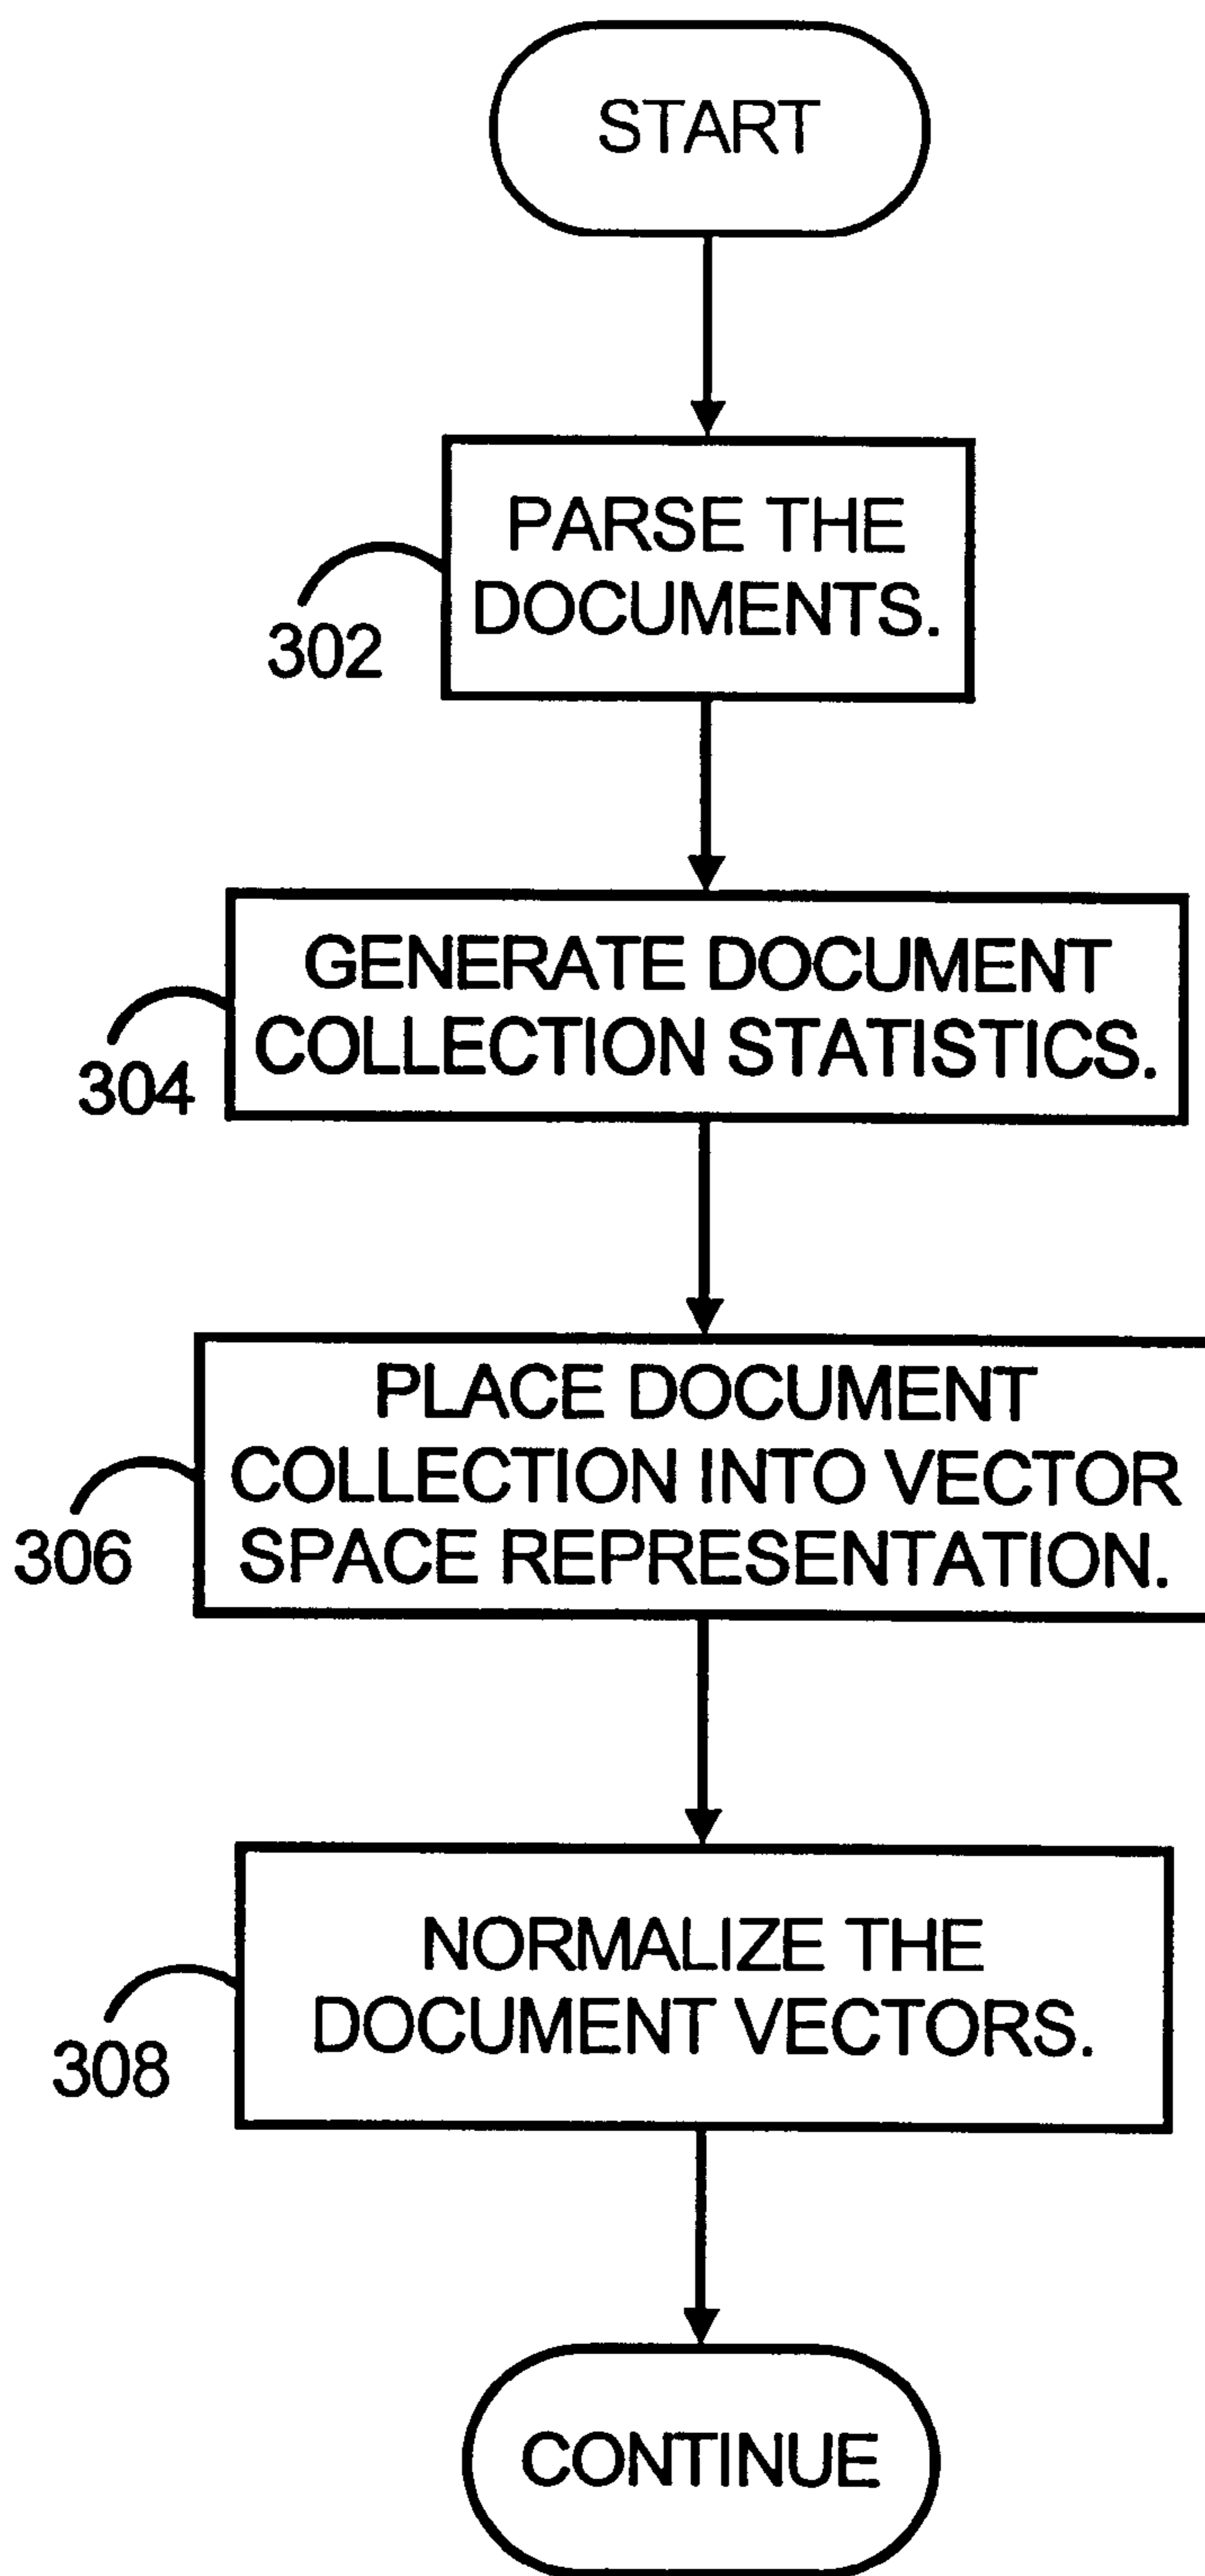 START
PARSE THE
DOCUMENTS.
302
GENERATE DOCUMENT
COLLECTION STATISTICS.
304
PLACE DOCUMENT
COLLECTION INTO VECTOR
SPACE REPRESENTATION.
306
NORMALIZE THE
DOCUMENT VECTORS.
308
CONTINUE